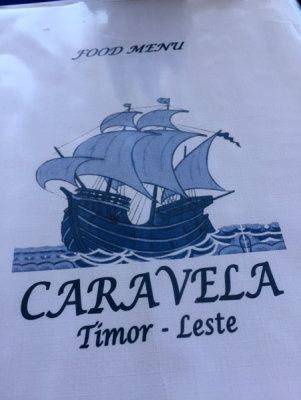 FOOD MENU
CARAVELA
Timor - Leste